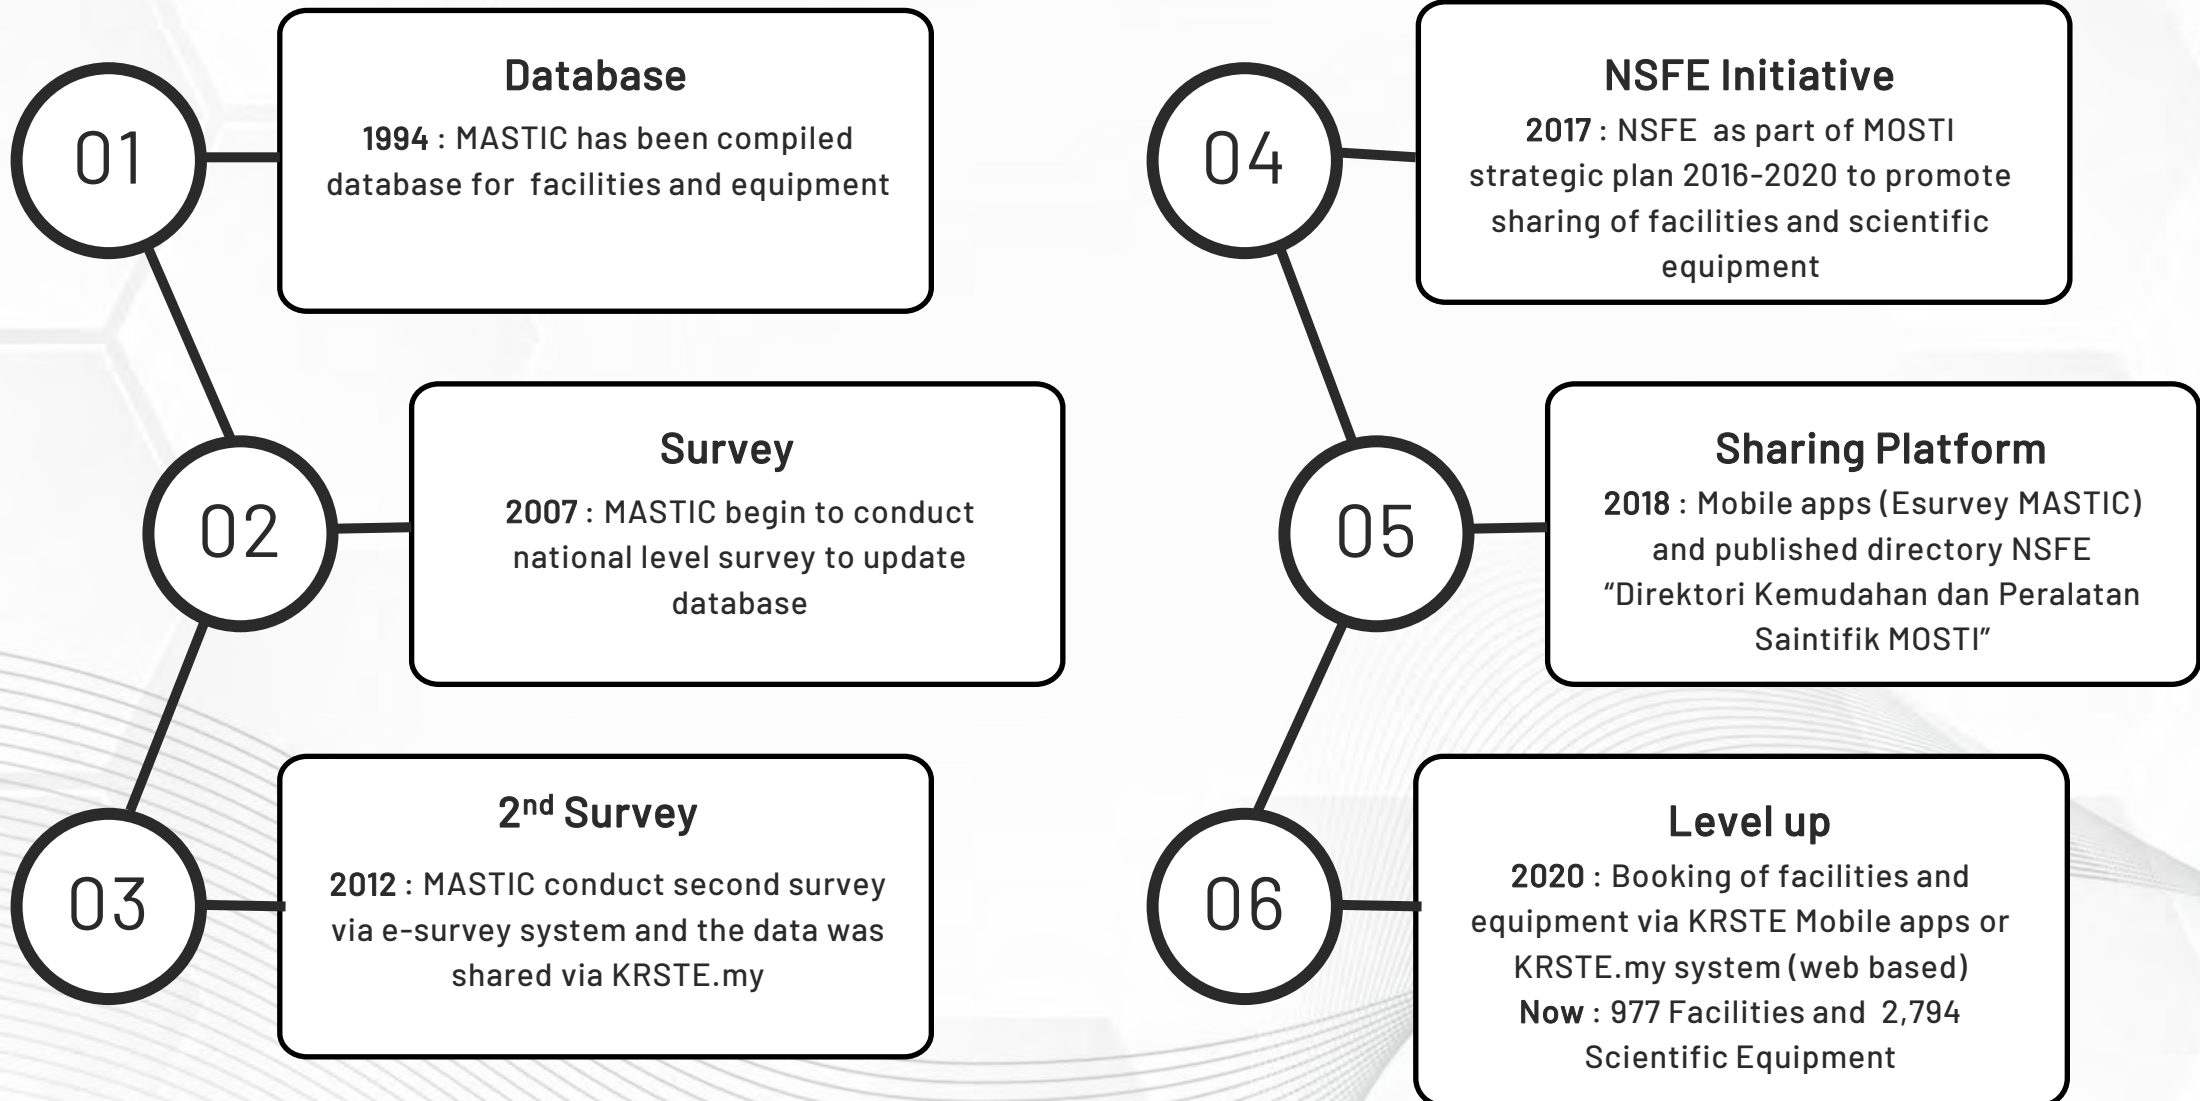 01
Database
1994 : MASTIC has been compiled
database for facilities and equipment
02
Survey
2007 : MASTIC begin to conduct
national level survey to update
database
03
2nd Survey
2012 : MASTIC conduct second survey
via e-survey system and the data was
shared via KRSTE.my
04
NSFE Initiative
2017 : NSFE as part of MOSTI
strategic plan 2016-2020 to promote
sharing of facilities and scientific
equipment
05
Sharing Platform
2018 : Mobile apps (Esurvey MASTIC)
and published directory NSFE
“Direktori Kemudahan dan Peralatan
Saintifik MOSTI”
06
Level up
2020 : Booking of facilities and
equipment via KRSTE Mobile apps or
KRSTE.my system (web based)
Now : 977 Facilities and 2,794
Scientific Equipment